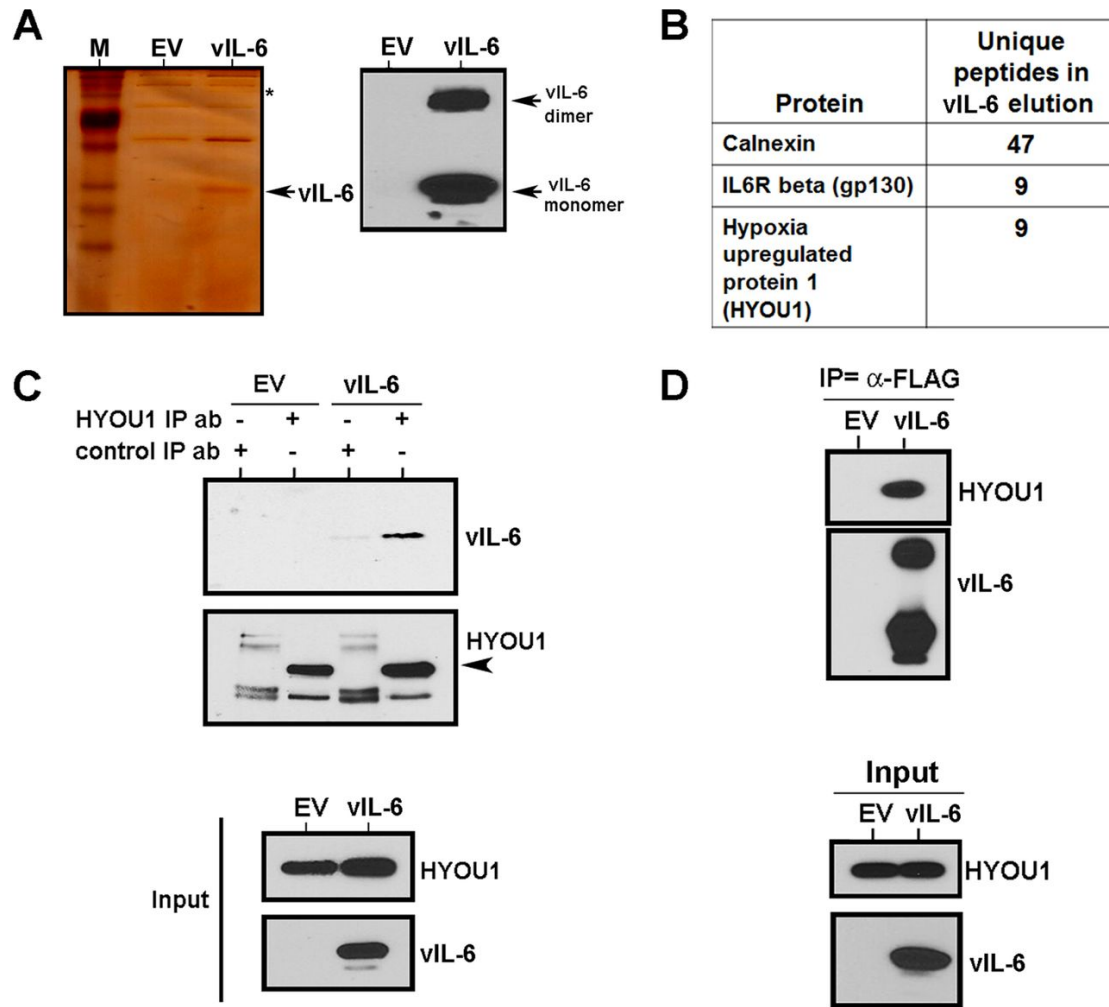 A
M EV vIL-6
*
vIL-6
EV vIL-6
vIL-6
dimer
vIL-6
monomer
B
Protein
Unique
peptides in
vIL-6 elution
Calnexin 47
IL6R beta (gp130) 9
Hypoxia 9
upregulated
protein 1
(HYOU1)
C
EV vIL-6
HYOU1 IP ab - + - +
control IP ab + - + -
vIL-6
HYOU1
Input
EV vIL-6
HYOU1
vIL-6
D
IP= α-FLAG
EV vIL-6
HYOU1
vIL-6
Input
EV vIL-6
HYOU1
vIL-6